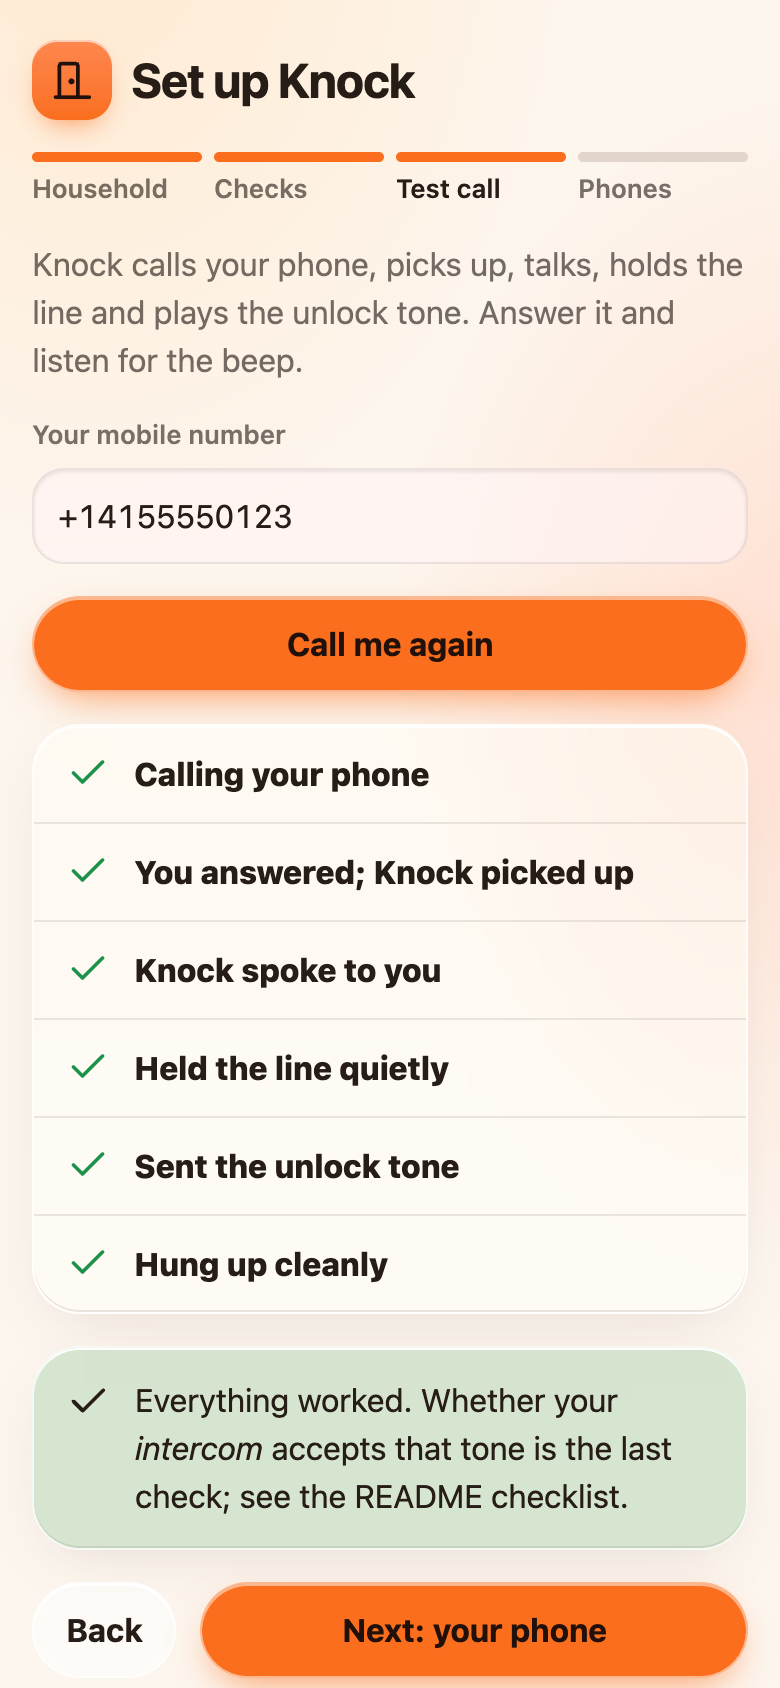 Set up Knock
Household
Checks
Test call
Phones
Knock calls your phone, picks up, talks, holds the
line and plays the unlock tone. Answer it and
listen for the beep.
Your mobile number
+14155550123
Call me again
Calling your phone
You answered; Knock picked up
Knock spoke to you
Held the line quietly
Sent the unlock tone
Hung up cleanly
Everything worked. Whether your
intercom accepts that tone is the last
check; see the README checklist.
Back
Next: your phone